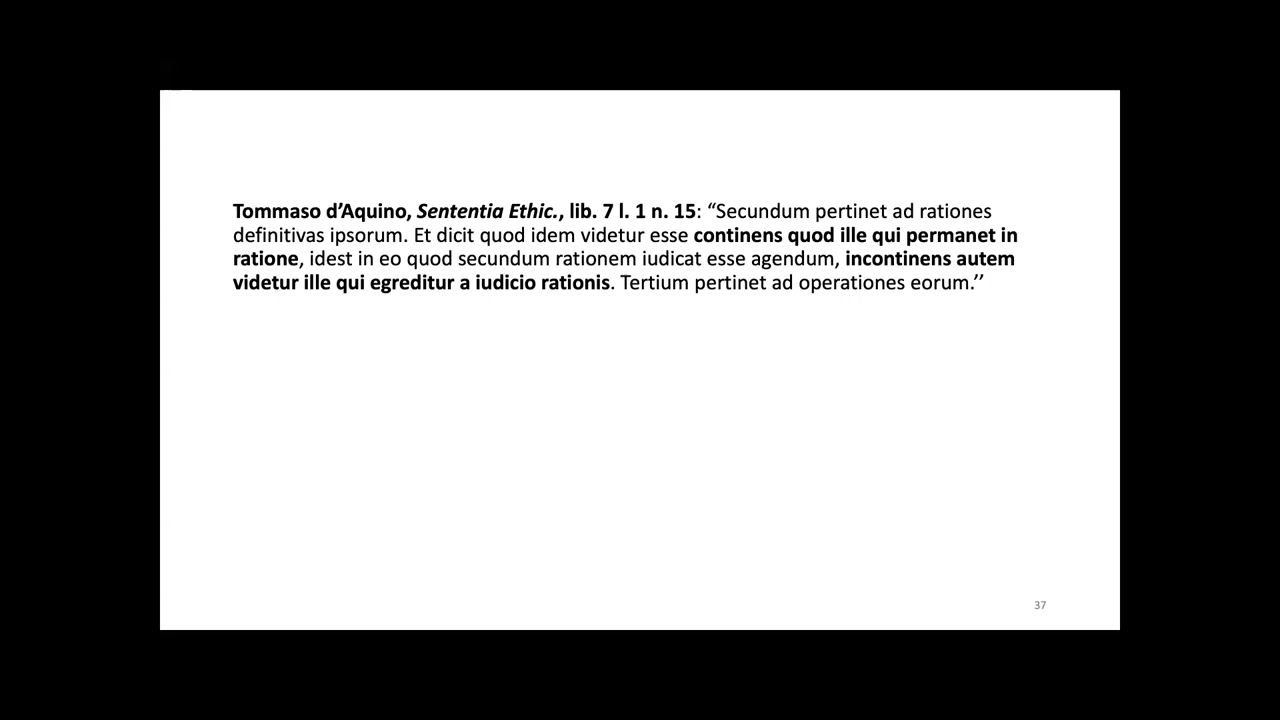 Tommaso d’Aquino, Sententia Ethic., lib. 7 l. 1 n. 15: “Secundum pertinet ad rationes
definitivas ipsorum. Et dicit quod idem videtur esse continens quod ille qui permanet in
ratione, idest in eo quod secundum rationem iudicat esse agendum, incontinens autem
videtur ille qui egreditur a iudicio rationis. Tertium pertinet ad operationes eorum.’’
37